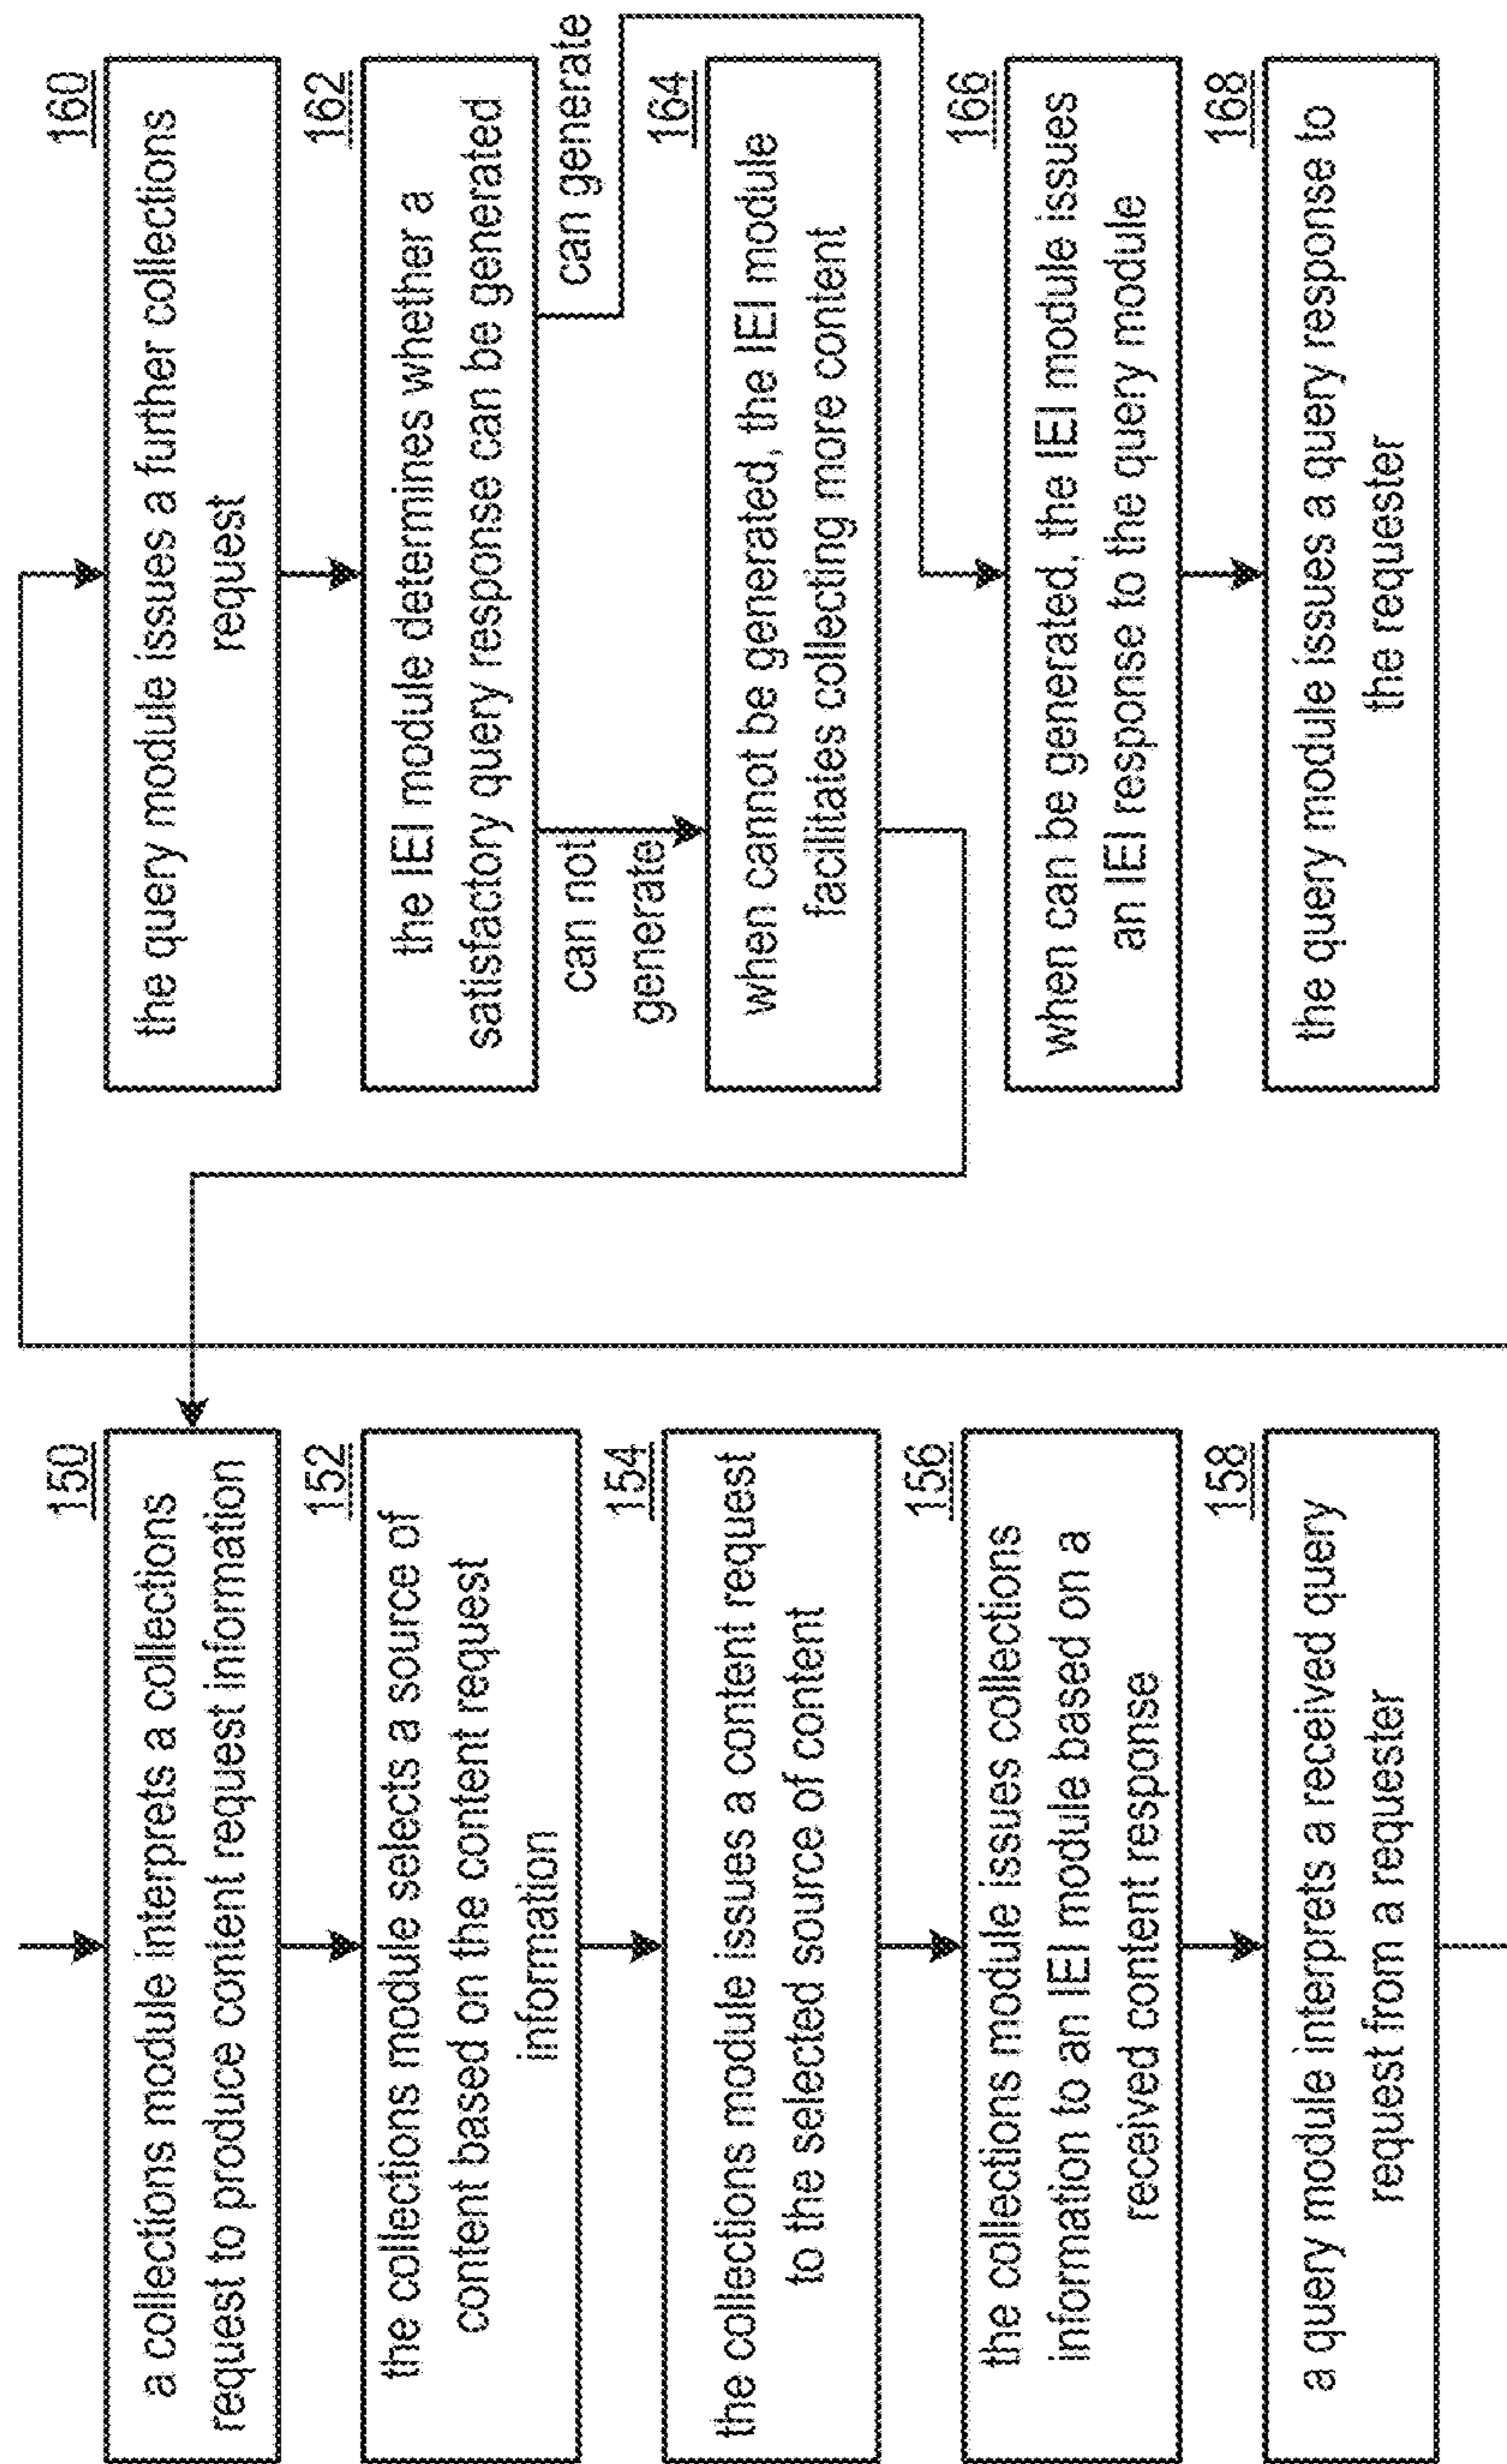 150
a collections module interprets a collections
request to produce content request information
152
the collections module selects a source of
content based on the content request
information
154
the collections module issues a content request
to the selected source of content
156
the collections module issues collections
information to an IEI module based on a
received content response
158
a query module interprets a received query
request from a requester
160
the query module issues a further collections
request
162
the IEI module determines whether a
satisfactory query response can be generated
can not
generate
can generate
164
when cannot be generated, the IEI module
facilitates collecting more content
166
when can be generated, the IEI module issues
an IEI response to the query module
168
the query module issues a query response to
the requester